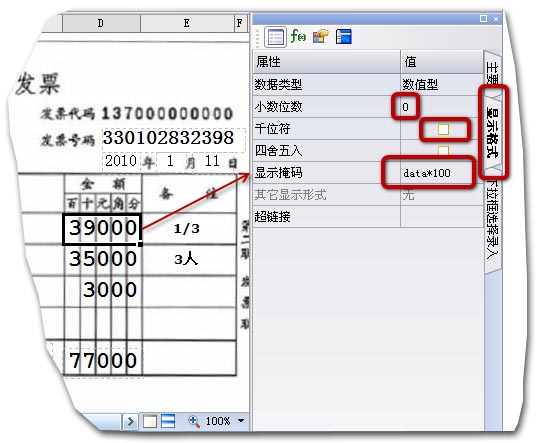 D E F
发票
发票代码 137000000000
发票号码 330102832398
2010 年 1 月 11 日
金 额 备 注
百 十 元 角 分
39000 1/3
35000 3人
3000
77000
第二联
发票联
100%
属性 值
数据类型 数值型
小数位数 0
千位符
四舍五入
显示掩码 data*100
其它显示形式 无
超链接
主要
显示格式
下拉框选择录入